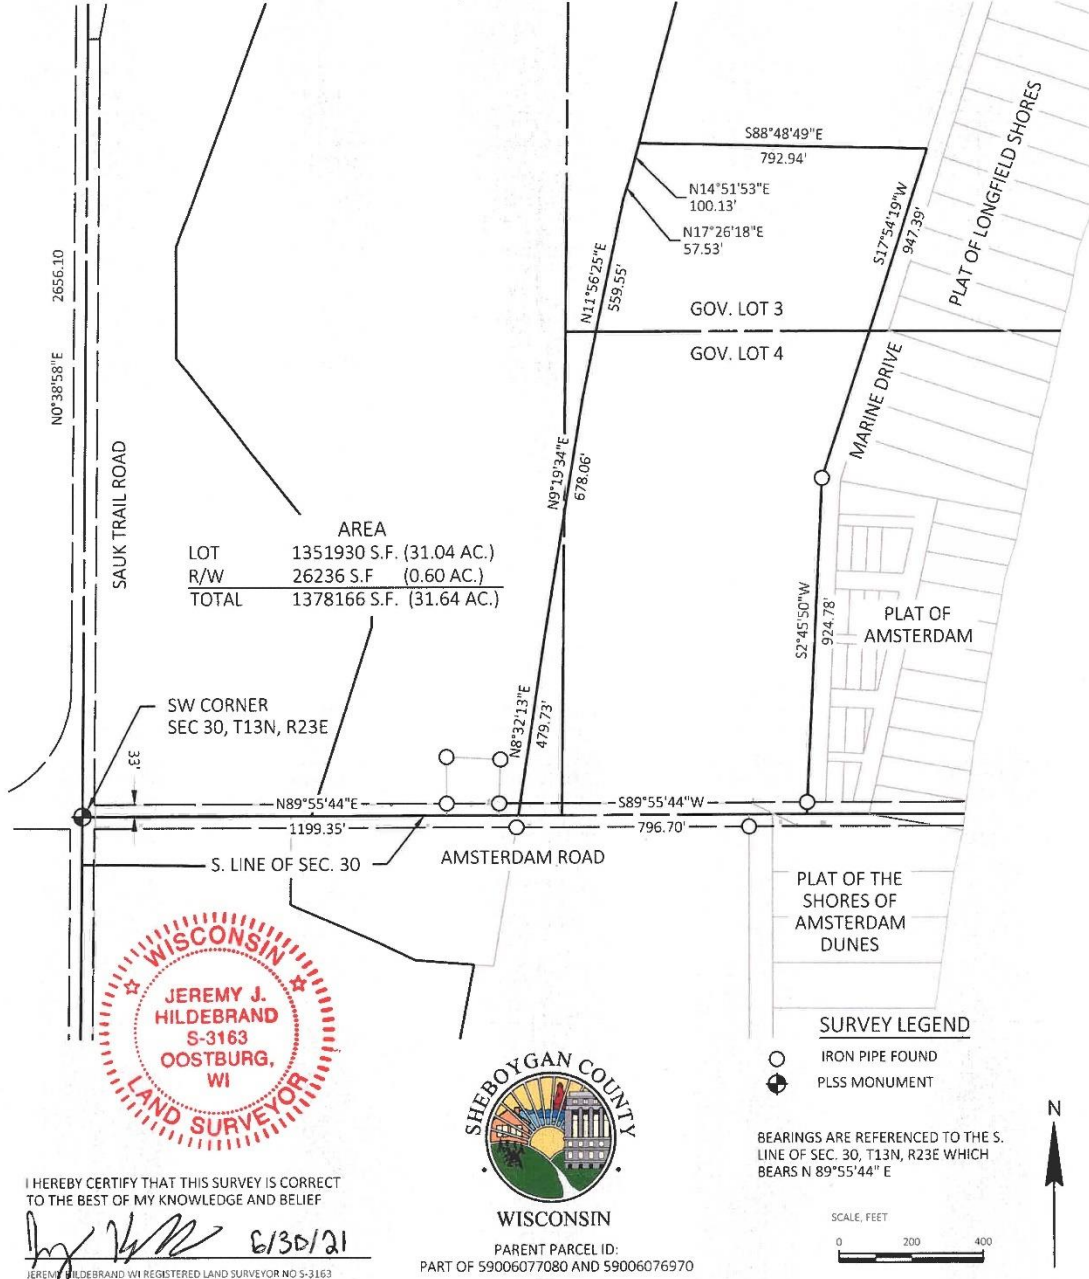 S88°48'49"E
792.94'
N14°51'53"E
100.13'
N17°26'18"E
57.53'
S17°54'19"W
947.39'
PLAT OF LONGFIELD SHORES
N0°38'58"E 2656.10
N11°56'25"E
559.55'
GOV. LOT 3
GOV. LOT 4
MARINE DRIVE
SAUK TRAIL ROAD
N9°19'34"E
678.06'
AREA
LOT 1351930 S.F. (31.04 AC.)
R/W 26236 S.F (0.60 AC.)
TOTAL 1378166 S.F. (31.64 AC.)
S2°45'50"W
924.78'
PLAT OF
AMSTERDAM
SW CORNER
SEC 30, T13N, R23E
33'
N8°32'13"E
479.73'
N89°55'44"E
1199.35'
S89°55'44"W
796.70'
S. LINE OF SEC. 30
AMSTERDAM ROAD
PLAT OF THE
SHORES OF
AMSTERDAM
DUNES
WISCONSIN
JEREMY J.
HILDEBRAND
S-3163
OOSTBURG,
WI
LAND SURVEYOR
SURVEY LEGEND
IRON PIPE FOUND
PLSS MONUMENT
SHEBOYGAN COUNTY
WISCONSIN
BEARINGS ARE REFERENCED TO THE S.
LINE OF SEC. 30, T13N, R23E WHICH
BEARS N 89°55'44" E
N
I HEREBY CERTIFY THAT THIS SURVEY IS CORRECT
TO THE BEST OF MY KNOWLEDGE AND BELIEF
6/30/21
JEREMY HILDEBRAND WI REGISTERED LAND SURVEYOR NO S-3163
PARENT PARCEL ID:
PART OF 59006077080 AND 59006076970
SCALE, FEET
0 200 400